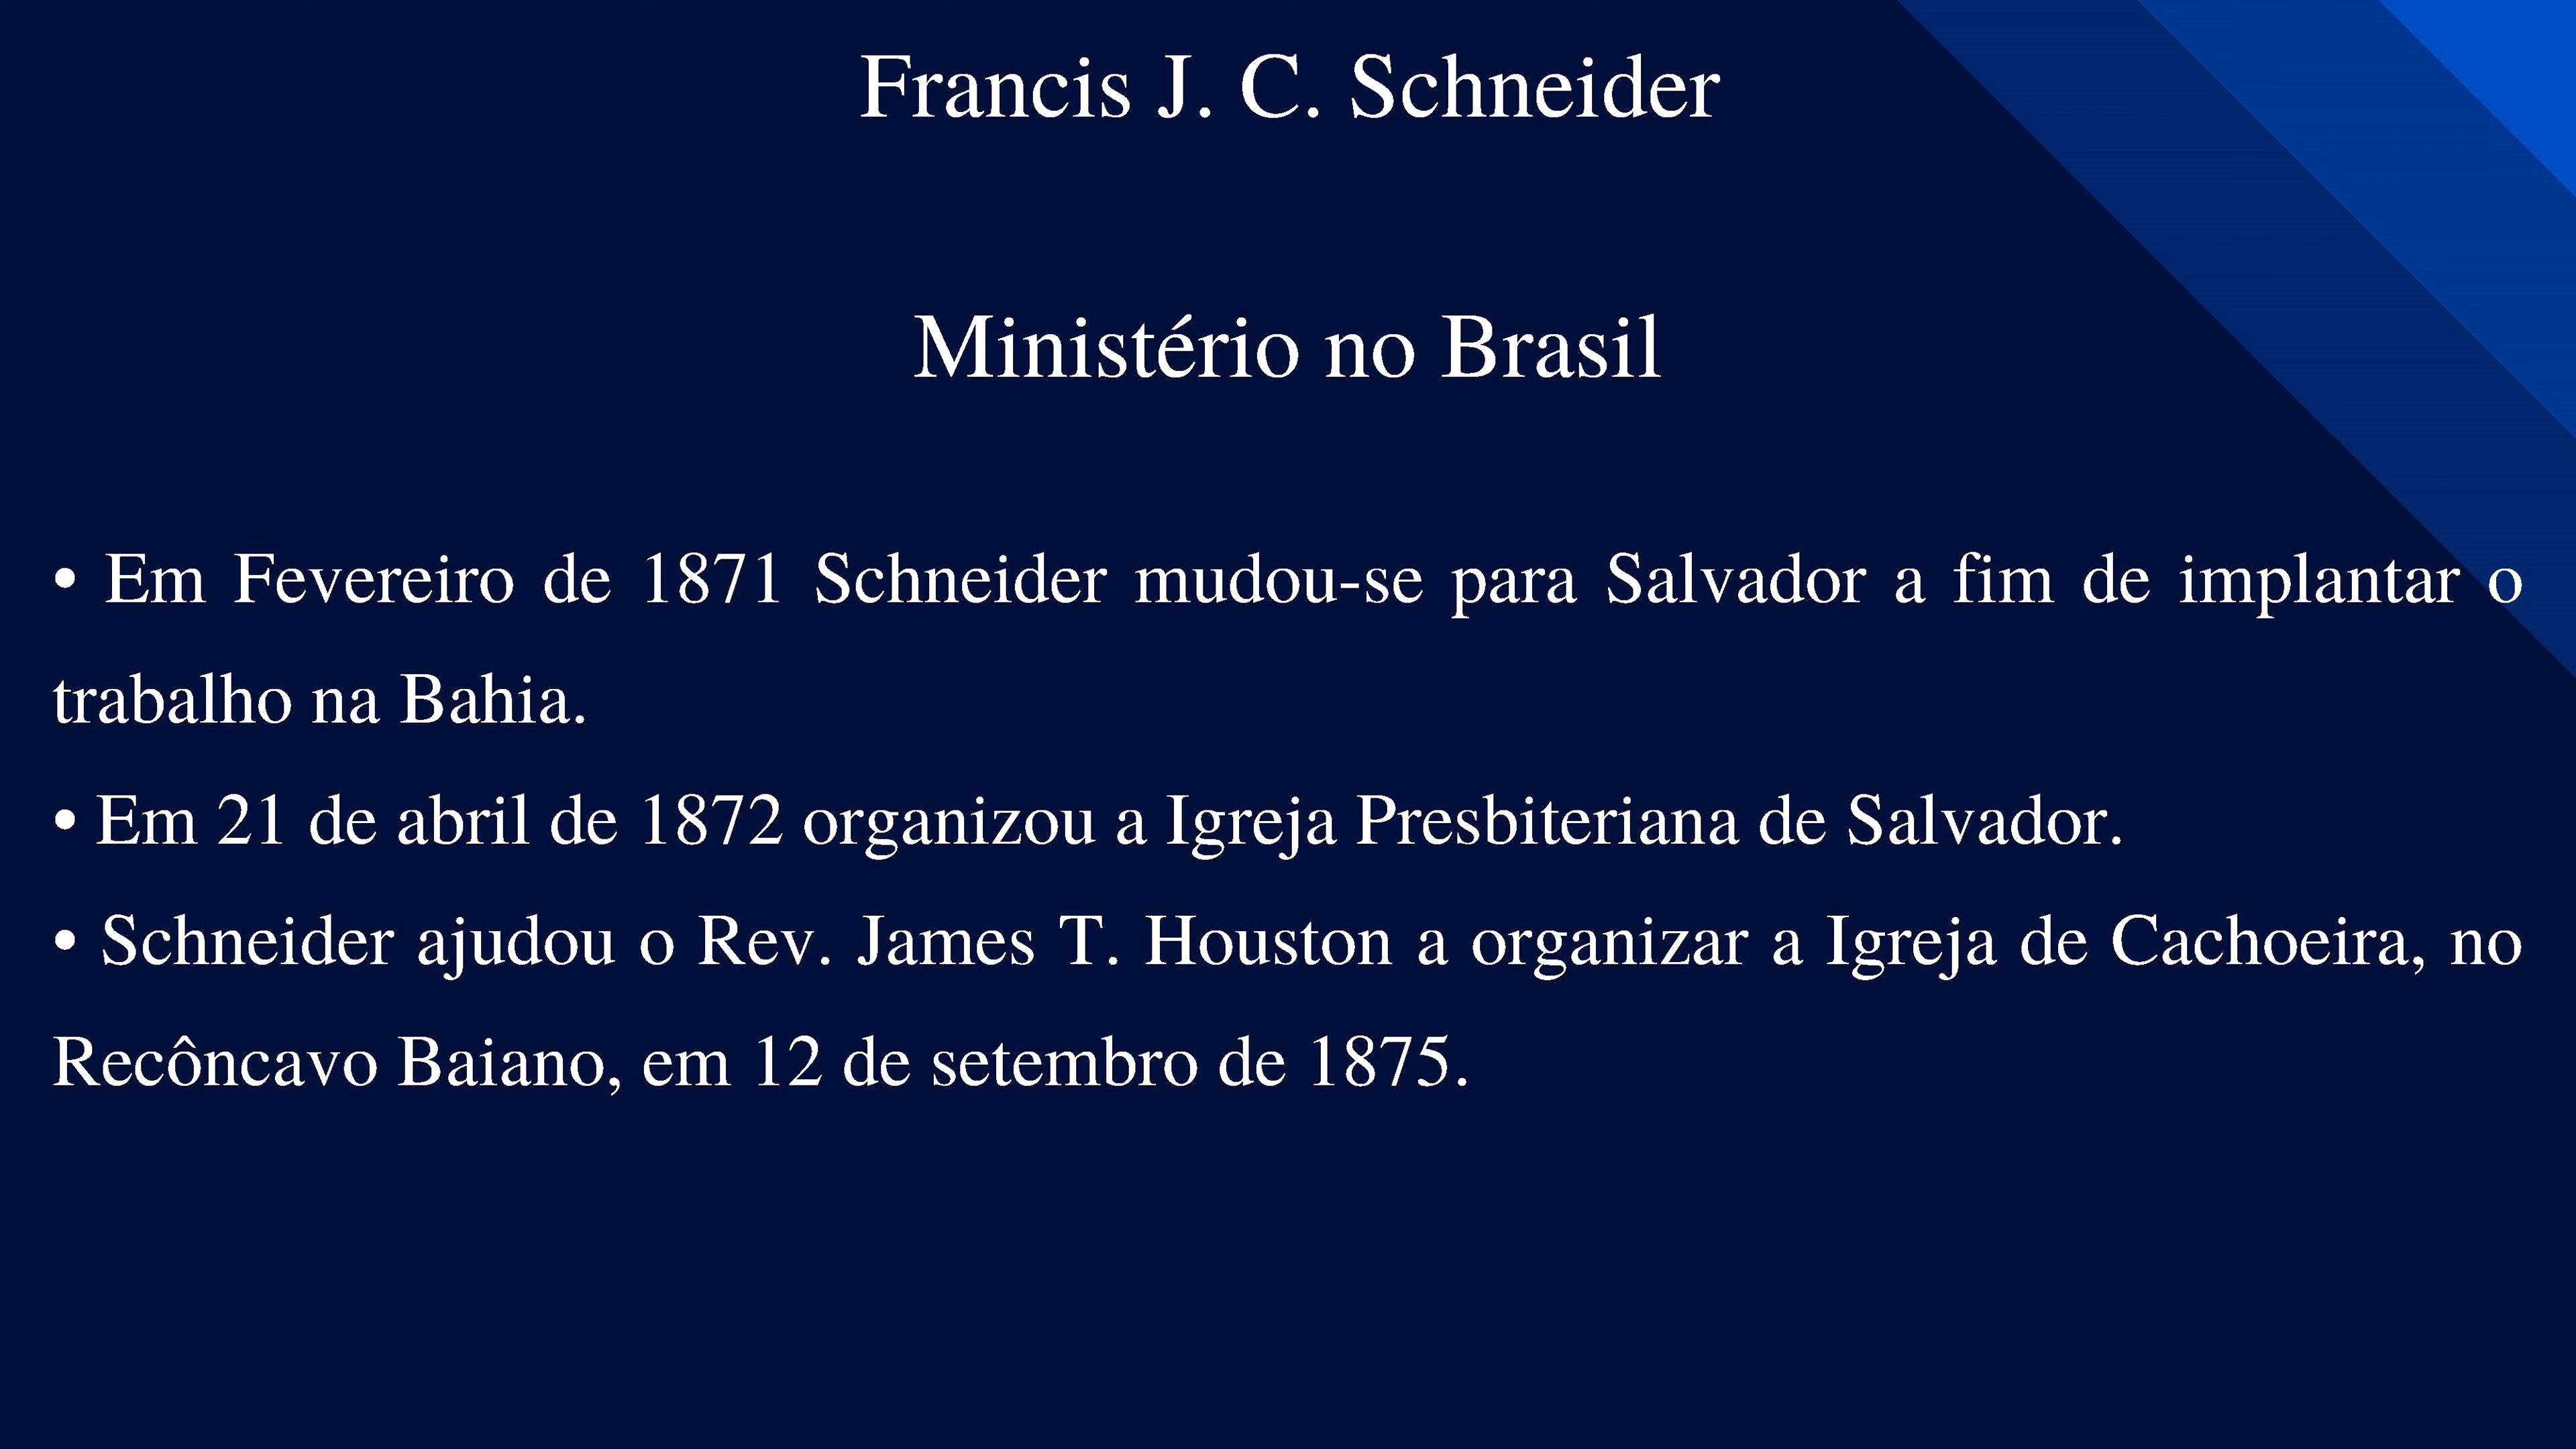 Francis J. C. Schneider
Ministério no Brasil
• Em Fevereiro de 1871 Schneider mudou-se para Salvador a fim de implantar o
trabalho na Bahia.
• Em 21 de abril de 1872 organizou a Igreja Presbiteriana de Salvador.
• Schneider ajudou o Rev. James T. Houston a organizar a Igreja de Cachoeira, no
Recôncavo Baiano, em 12 de setembro de 1875.